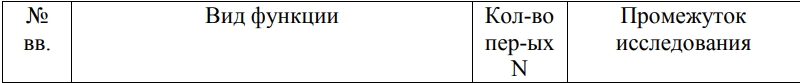 №
вв.
Вид функции
Кол-во
пер-ых
N
Промежуток
исследования